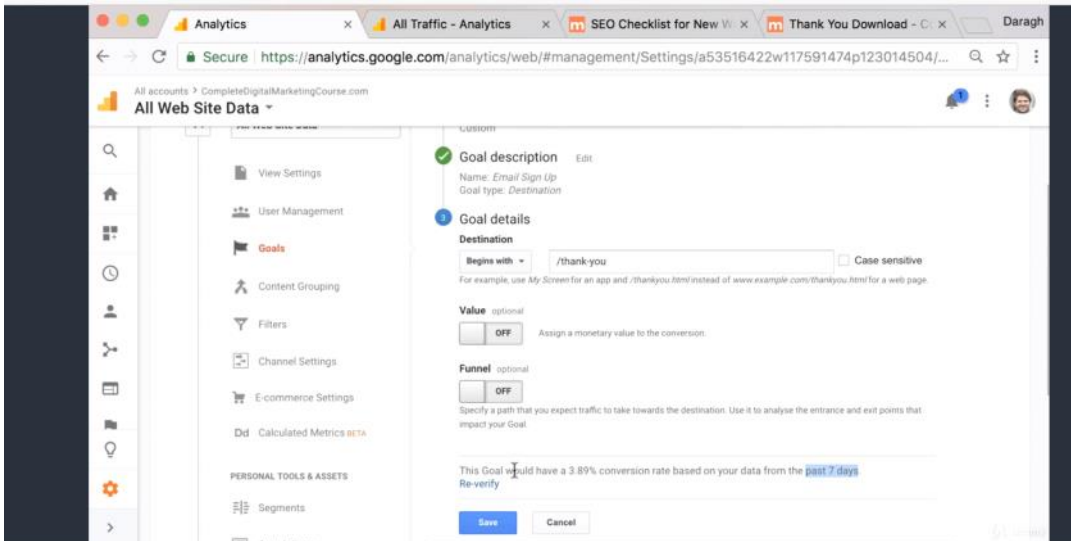 Analytics
All Traffic - Analytics
SEO Checklist for New W
Thank You Download - C
Daragh
Secure https://analytics.google.com/analytics/web/#management/Settings/a53516422w117591474p123014504/...
All accounts > CompleteDigitalMarketingCourse.com
All Web Site Data
1
All Web Site Data
Custom
Goal description Edit
Name: Email Sign Up
Goal type: Destination
View Settings
User Management
Goals
Content Grouping
Filters
Channel Settings
E-commerce Settings
Dd Calculated Metrics BETA
PERSONAL TOOLS & ASSETS
Segments
3 Goal details
Destination
Begins with /thank-you Case sensitive
For example, use My Screen for an app and /thankyou.html instead of www.example.com/thankyou.html for a web page.
Value optional
OFF Assign a monetary value to the conversion.
Funnel optional
OFF
Specify a path that you expect traffic to take towards the destination. Use it to analyse the entrance and exit points that
impact your Goal.
This Goal would have a 3.89% conversion rate based on your data from the past 7 days.
Re-verify
Save Cancel